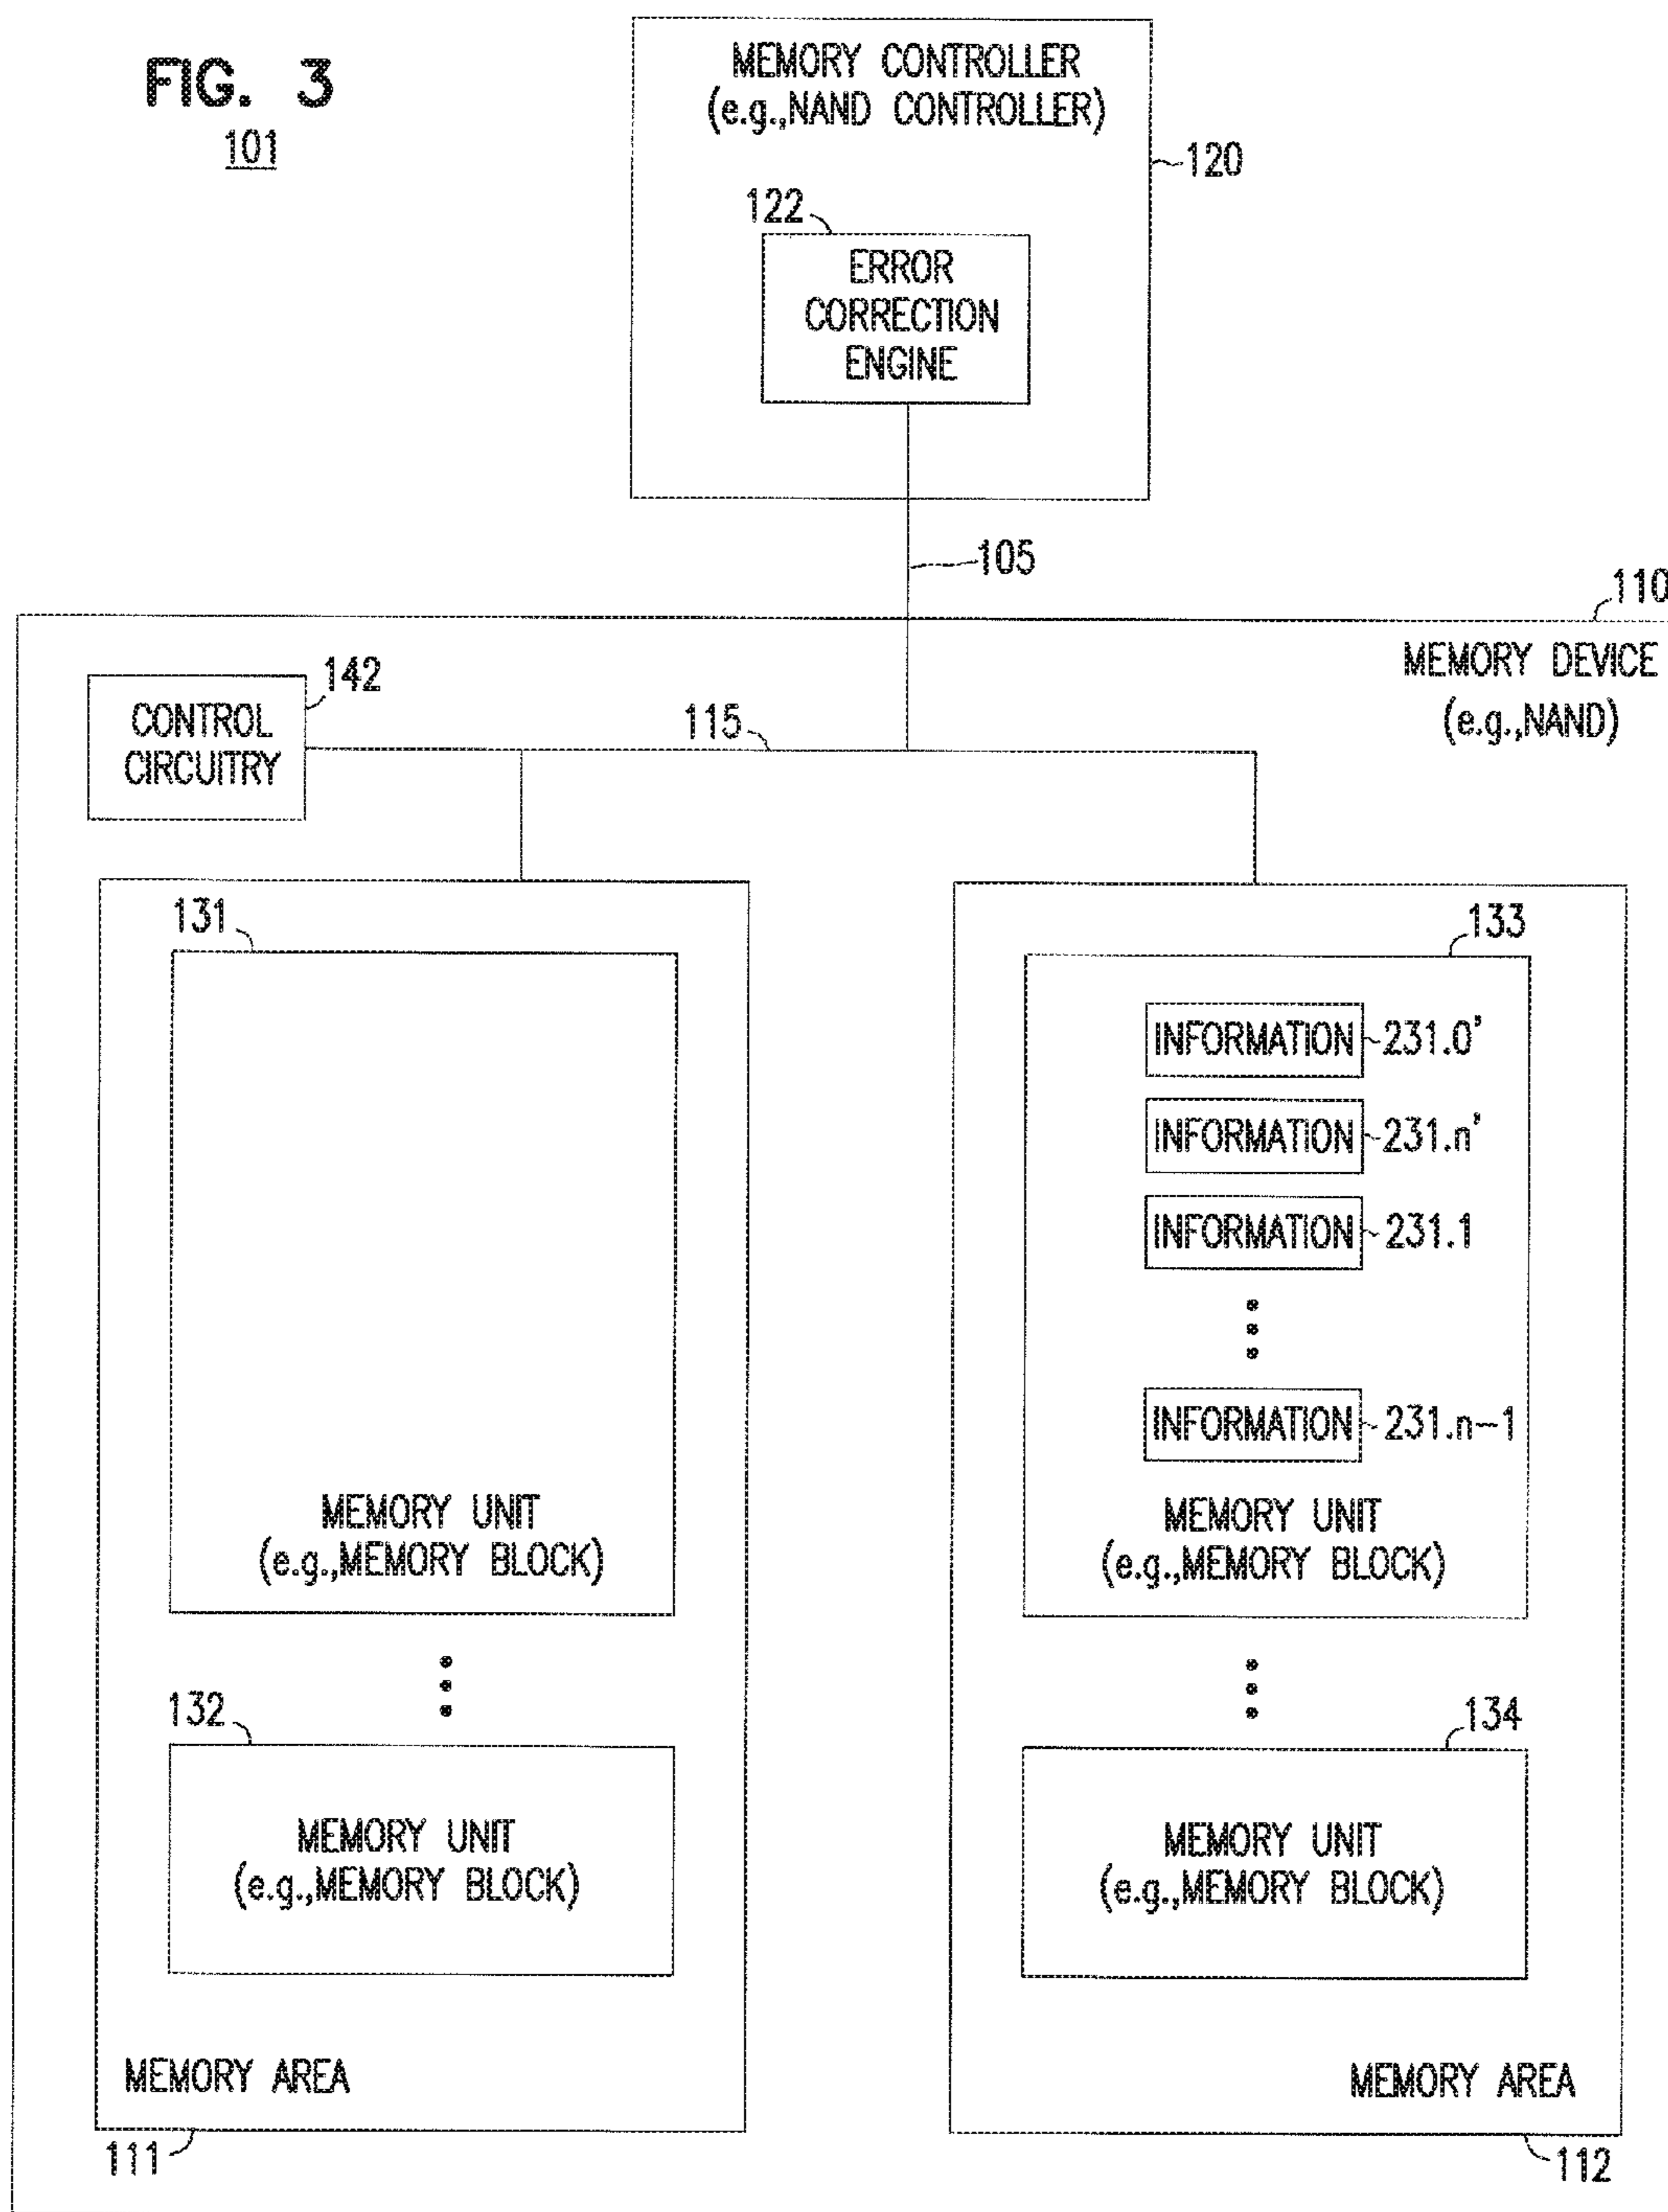 FIG. 3
101
MEMORY CONTROLLER
(e.g.,NAND CONTROLLER)
120
122
ERROR
CORRECTION
ENGINE
105
110
MEMORY DEVICE
(e.g.,NAND)
142
CONTROL
CIRCUITRY
115
131
MEMORY UNIT
(e.g.,MEMORY BLOCK)
132
MEMORY UNIT
(e.g.,MEMORY BLOCK)
MEMORY AREA
111
133
INFORMATION 231.0'
INFORMATION 231.n'
INFORMATION 231.1
INFORMATION 231.n-1
MEMORY UNIT
(e.g.,MEMORY BLOCK)
134
MEMORY UNIT
(e.g.,MEMORY BLOCK)
MEMORY AREA
112